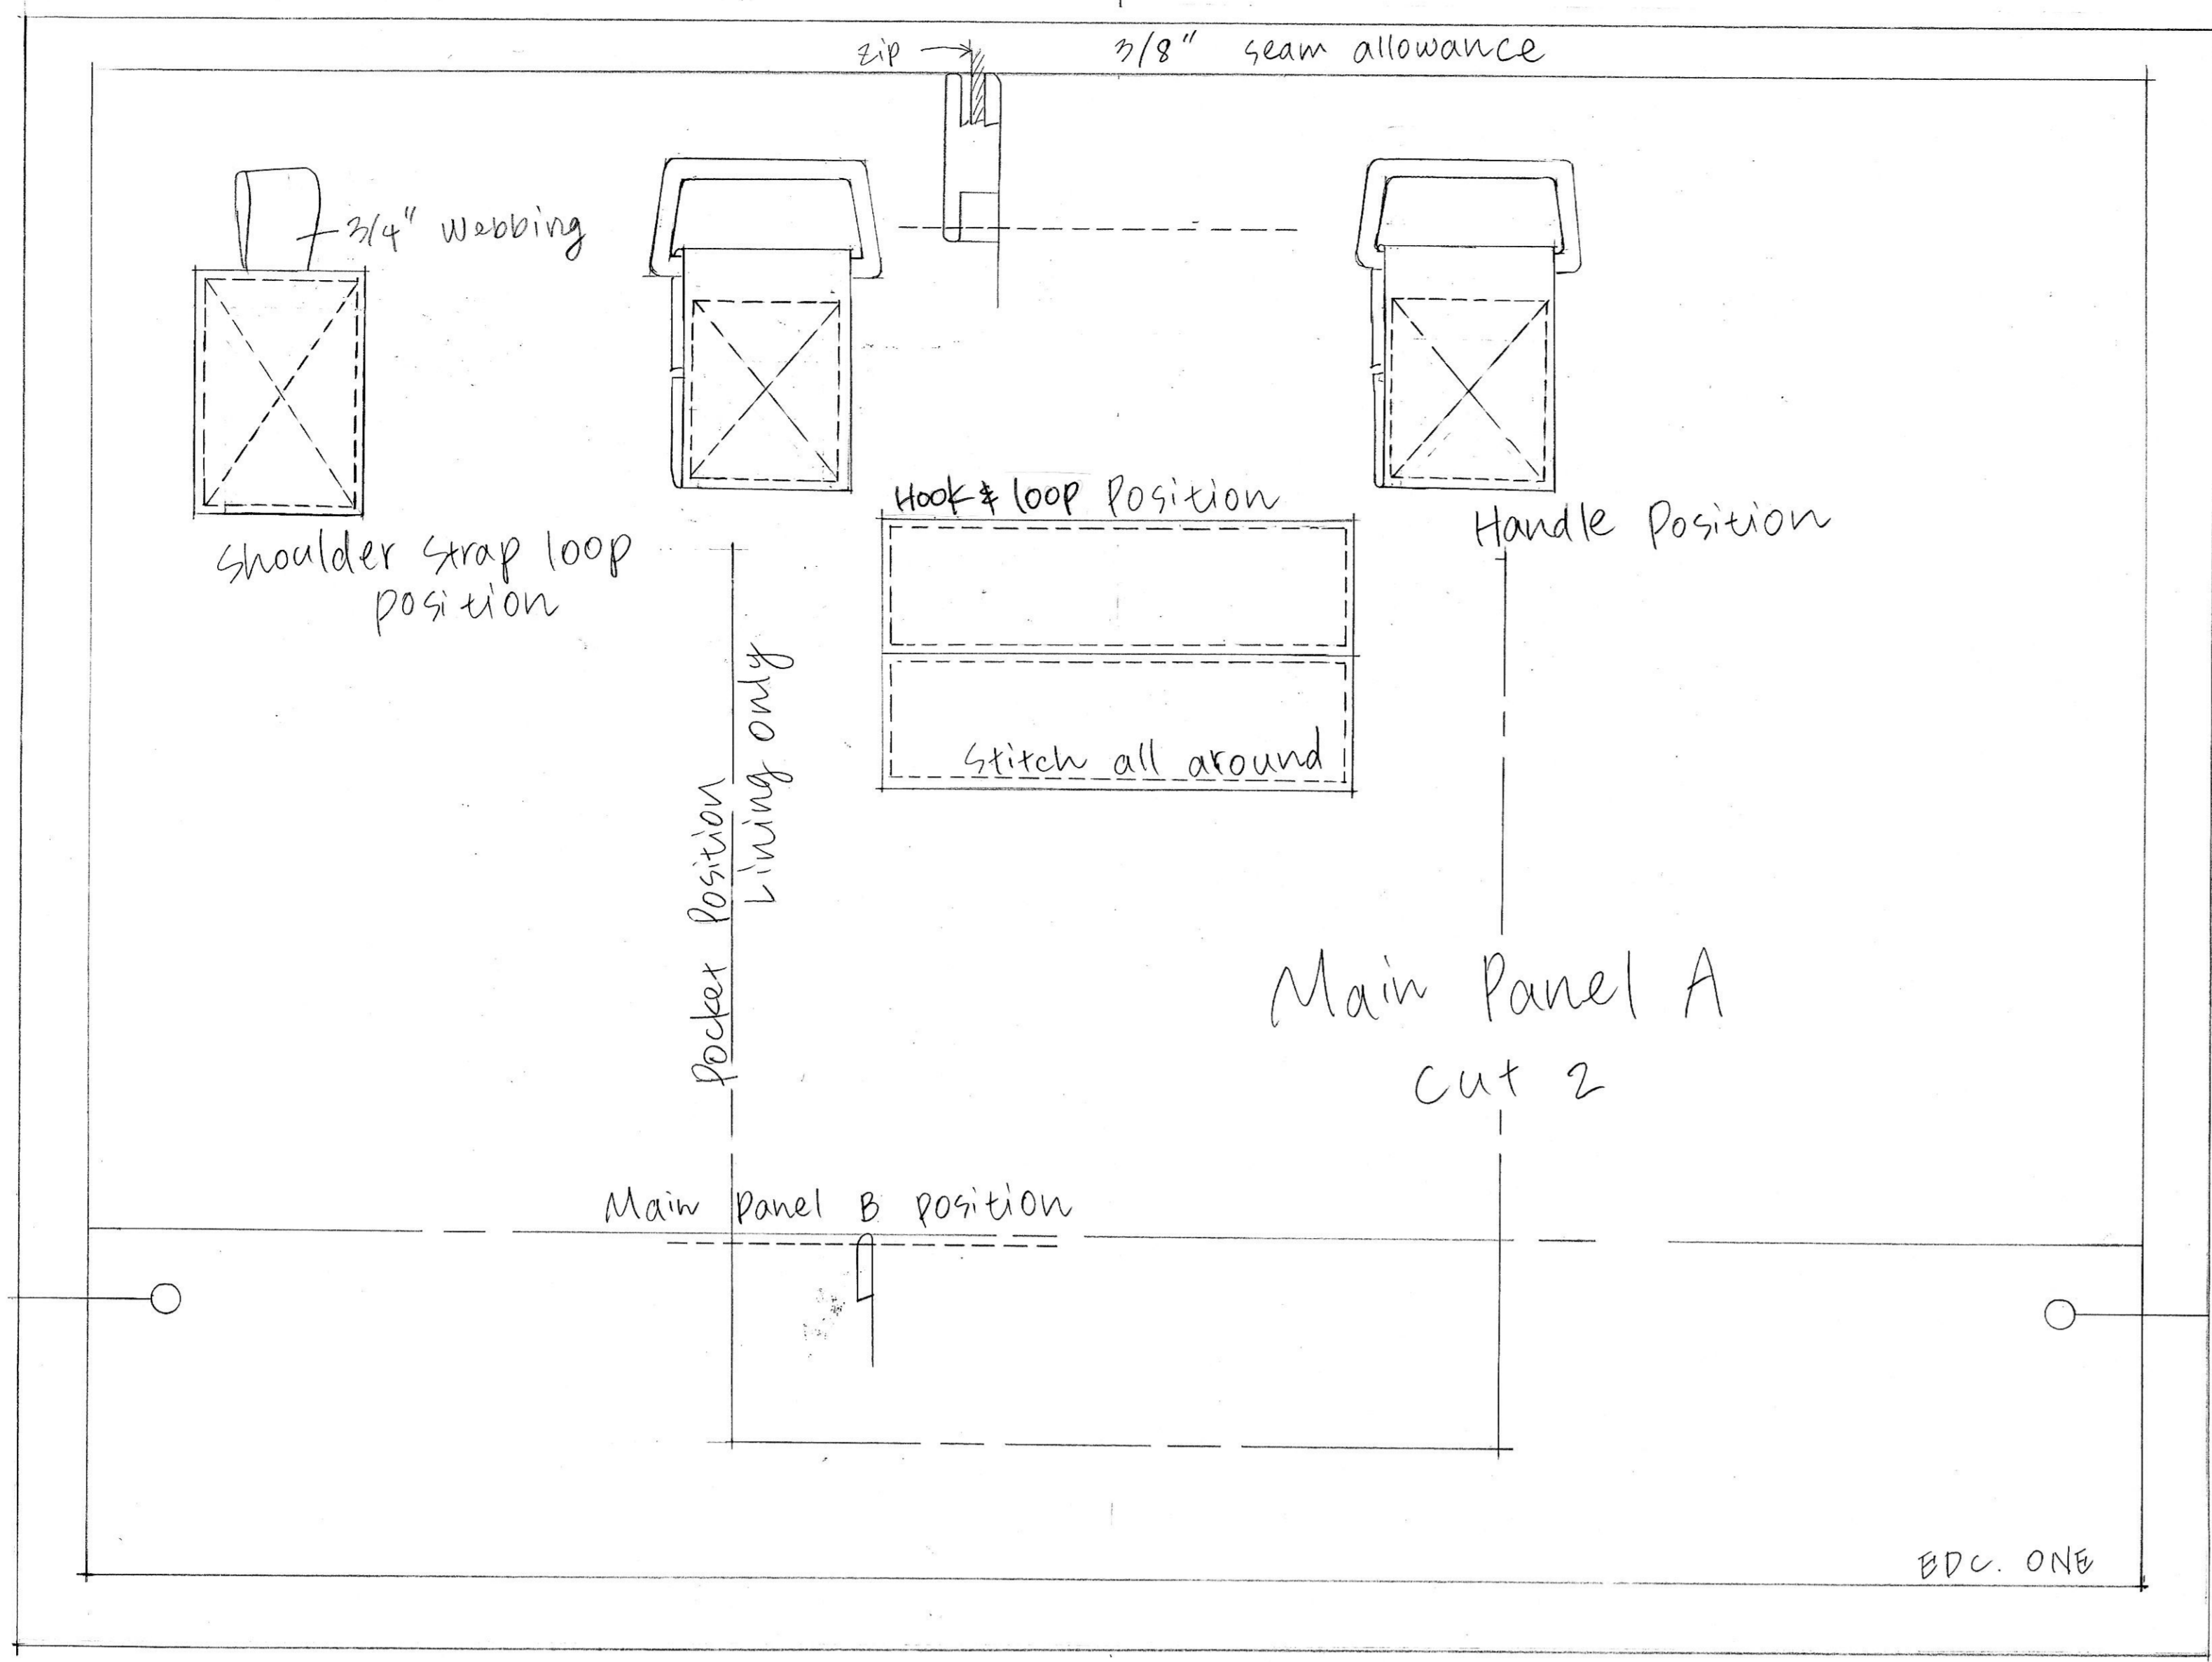 zip
3/8" seam allowance
3/4" webbing
Hook & loop Position
Handle Position
Shoulder strap loop
position
Pocket Position
Lining only
Stitch all around
Main Panel A
cut 2
Main Panel B position
EDC. ONE